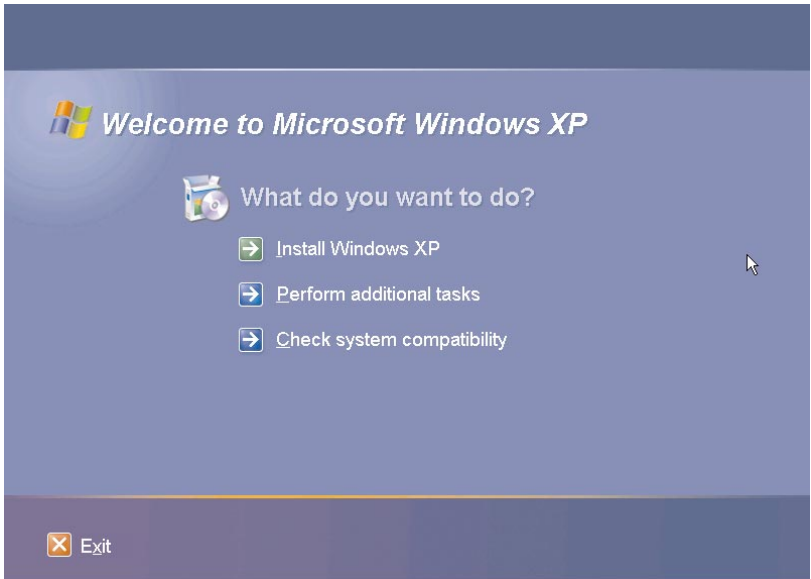 Welcome to Microsoft Windows XP
What do you want to do?
Install Windows XP
Perform additional tasks
Check system compatibility
Exit